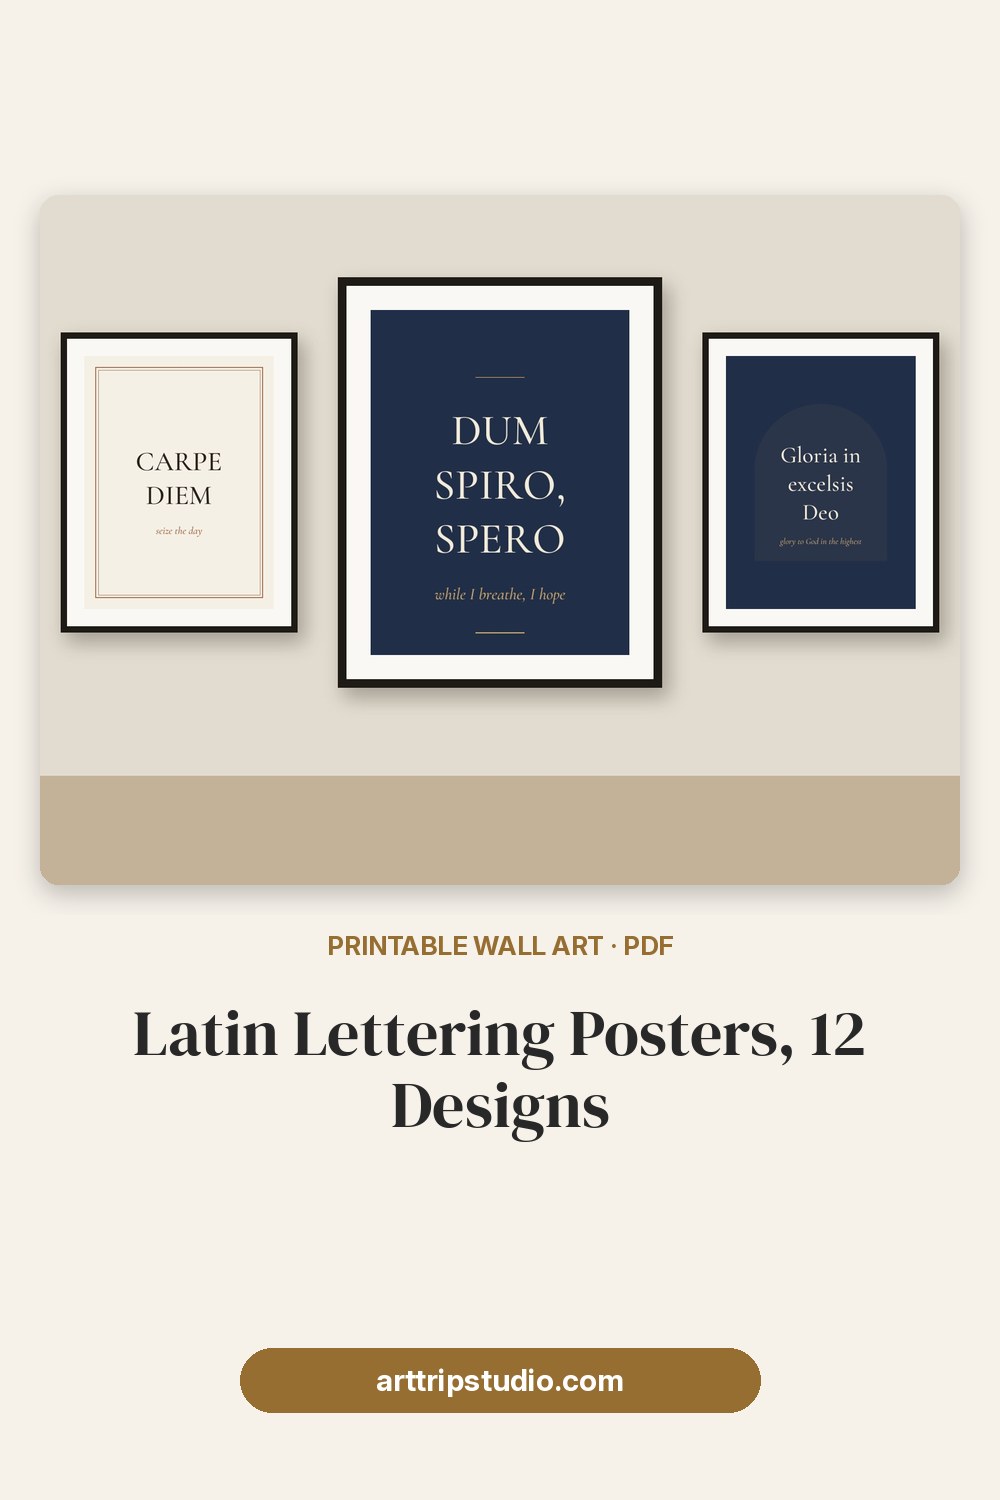 CARPE
DIEM
seize the day
DUM
SPIRO,
SPERO
while I breathe, I hope
Gloria in
excelsis
Deo
glory to God in the highest
PRINTABLE WALL ART · PDF
Latin Lettering Posters, 12
Designs
arttripstudio.com